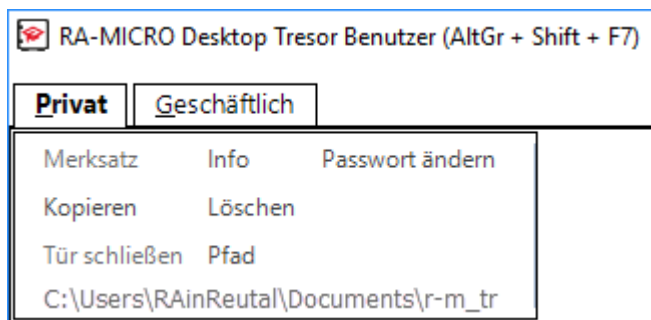 RA-MICRO Desktop Tresor Benutzer (AltGr + Shift + F7)
Privat Geschäftlich
Merksatz Info Passwort ändern
Kopieren Löschen
Tür schließen Pfad
C:\Users\RAinReutal\Documents\r-m_tr